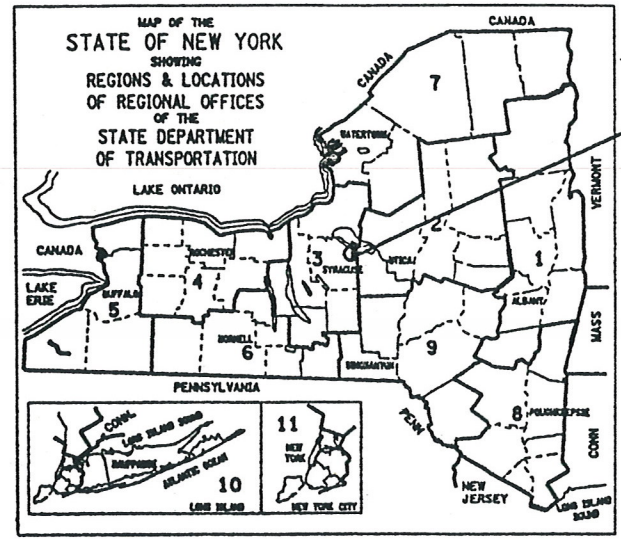 MAP OF THE
STATE OF NEW YORK
SHOWING
REGIONS & LOCATIONS
OF REGIONAL OFFICES
OF THE
STATE DEPARTMENT
OF TRANSPORTATION
CANADA
CANADA
7
WATERTOWN
LAKE ONTARIO
VERMONT
CANADA
ROCHESTER
3
SYRACUSE
UTICA
2
1
LAKE
ERIE
BUFFALO
5
4
ALBANY
HORNELL
6
9
MASS
BINGHAMTON
PENNSYLVANIA
PENN
8
POUGHKEEPSIE
CONN
NEW
JERSEY
LONG ISLAND
SOUND
CONN.
LONG ISLAND SOUND
HAUPPAUGE
ATLANTIC OCEAN
10
LONG ISLAND
11
NEW
YORK
NEW YORK CITY